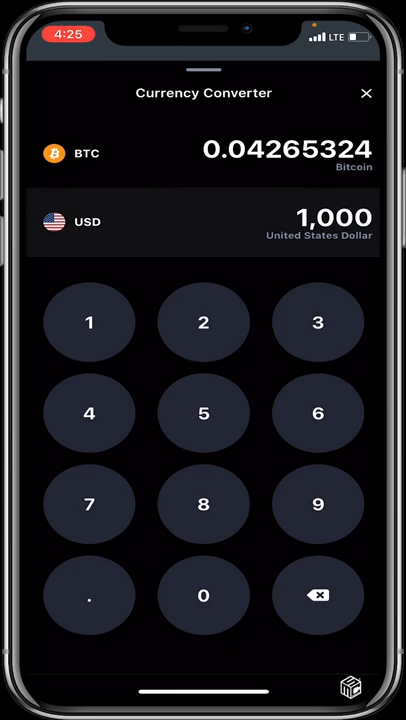 4:25
LTE
Currency Converter
BTC
0.04265324
Bitcoin
USD
1,000
United States Dollar
1 2 3
4 5 6
7 8 9
. 0